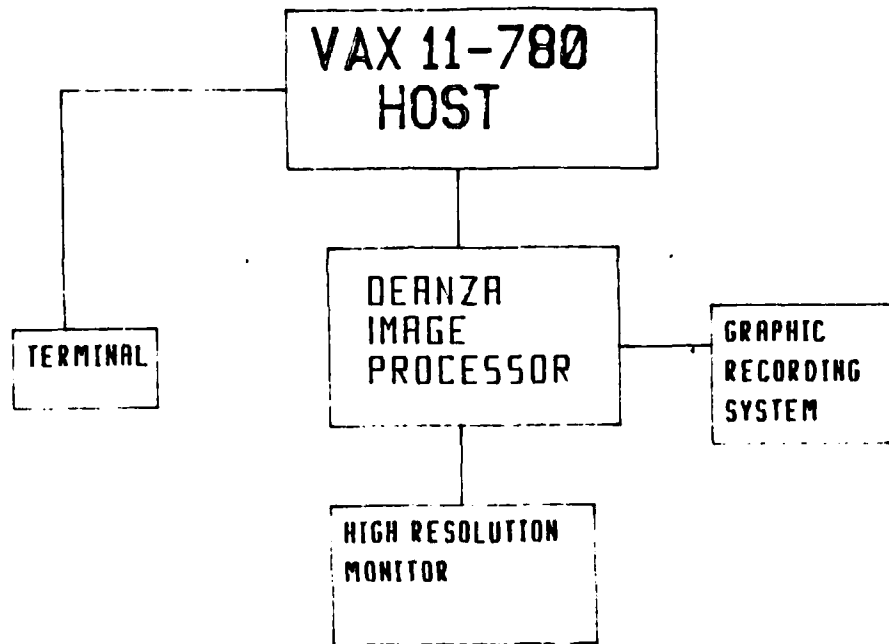 VAX 11-780
HOST
TERMINAL
DEANZA
IMAGE
PROCESSOR
GRAPHIC
RECORDING
SYSTEM
HIGH RESOLUTION
MONITOR